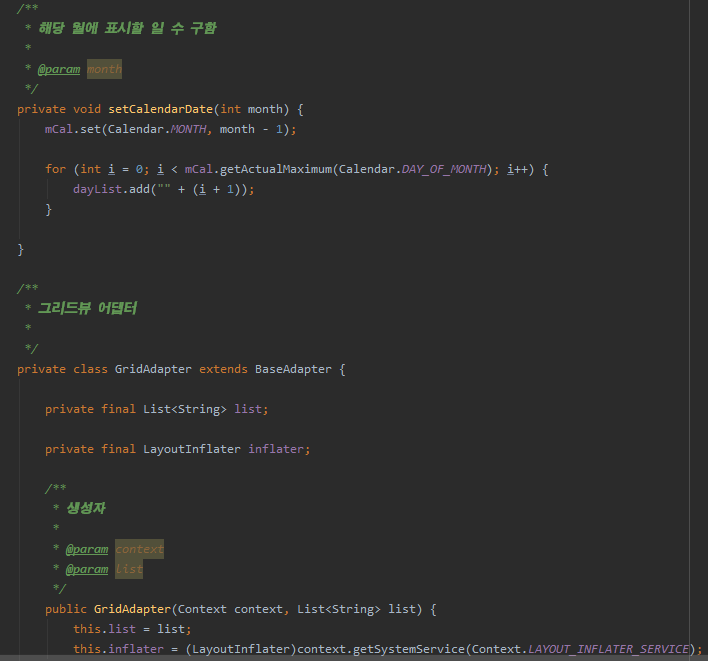 /**
 * 해당 월에 표시할 일 수 구함
 *
 * @param month
 */
private void setCalendarDate(int month) {
    mCal.set(Calendar.MONTH, month - 1);
    for (int i = 0; i < mCal.getActualMaximum(Calendar.DAY_OF_MONTH); i++) {
        dayList.add("" + (i + 1));
    }
}
/**
 * 그리드뷰 어댑터
 *
 */
private class GridAdapter extends BaseAdapter {
    private final List<String> list;
    private final LayoutInflater inflater;
    /**
     * 생성자
     *
     * @param context
     * @param list
     */
    public GridAdapter(Context context, List<String> list) {
        this.list = list;
        this.inflater = (LayoutInflater)context.getSystemService(Context.LAYOUT_INFLATER_SERVICE);